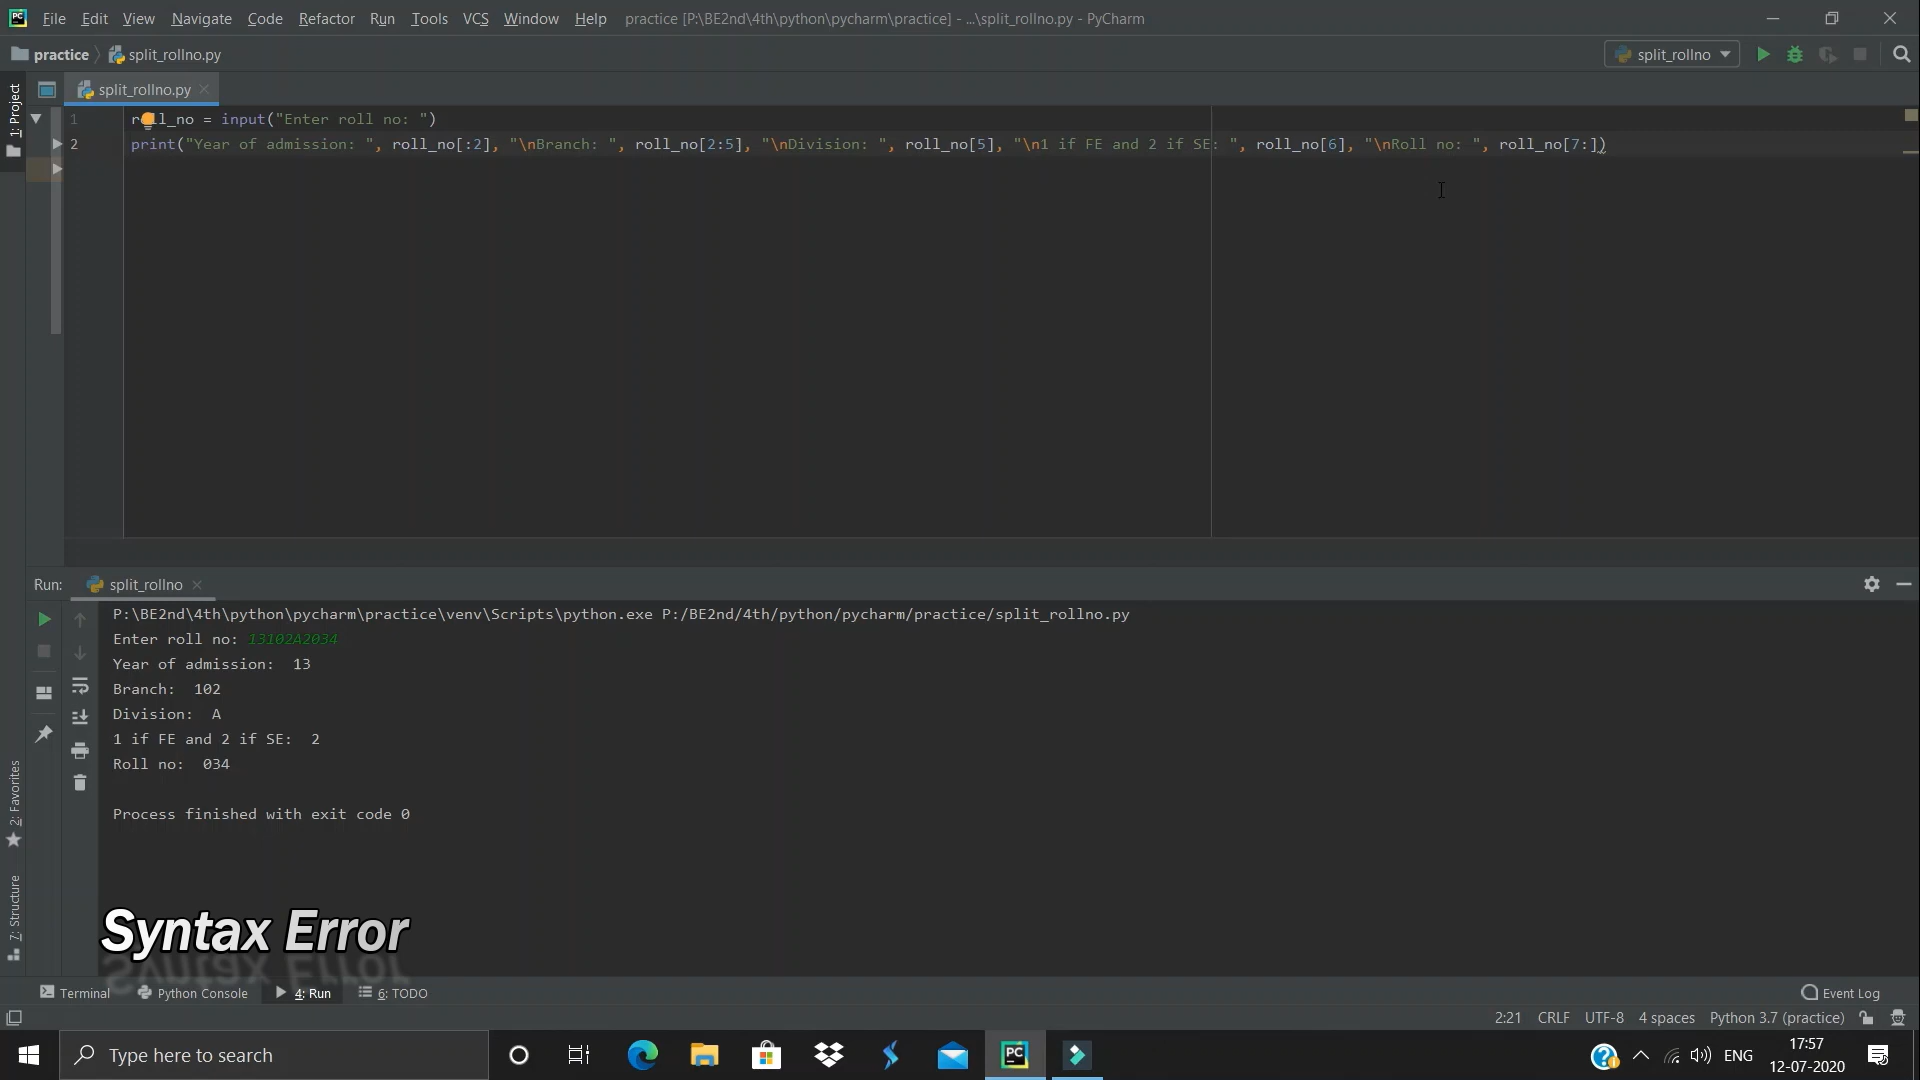 File Edit View Navigate Code Refactor Run Tools VCS Window Help practice [P:\BE2nd\4th\python\pycharm\practice] - ...\split_rollno.py - PyCharm
practice split_rollno.py split_rollno
1: Project
split_rollno.py
1 roll_no = input("Enter roll no: ")
2 print("Year of admission: ", roll_no[:2], "\nBranch: ", roll_no[2:5], "\nDivision: ", roll_no[5], "\n1 if FE and 2 if SE: ", roll_no[6], "\nRoll no: ", roll_no[7:])
Run: split_rollno
P:\BE2nd\4th\python\pycharm\practice\venv\Scripts\python.exe P:/BE2nd/4th/python/pycharm/practice/split_rollno.py
Enter roll no: 13102A2034
Year of admission:  13
Branch:  102
Division:  A
1 if FE and 2 if SE:  2
Roll no:  034
Process finished with exit code 0
2: Favorites
7: Structure
Syntax Error
Terminal Python Console 4: Run 6: TODO Event Log
2:21 CRLF UTF-8 4 spaces Python 3.7 (practice)
Type here to search ENG 17:57
12-07-2020